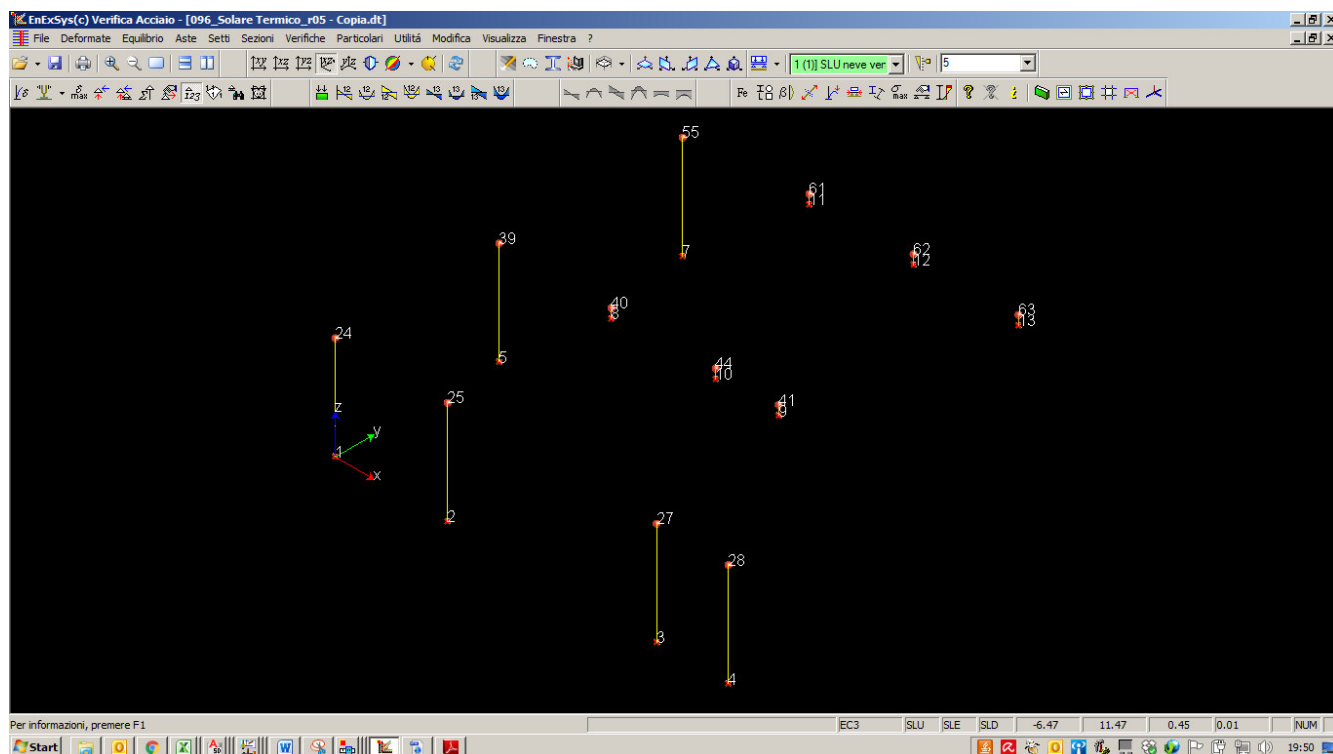 EnExSys(c) Verifica Acciaio - [096_Solare Termico_r05 - Copia.dt]
File Deformate Equilibrio Aste Setti Sezioni Verifiche Particolari Utilitá Modifica Visualizza Finestra ?
1 (1)] SLU neve ver
5
55
61
11
39
7
62
12
40
8
63
13
24
5
44
10
25
41
9
z
y
1
x
2
27
28
3
4
Per informazioni, premere F1
EC3 SLU SLE SLD -6.47 11.47 0.45 0.01 NUM
Start
19:50